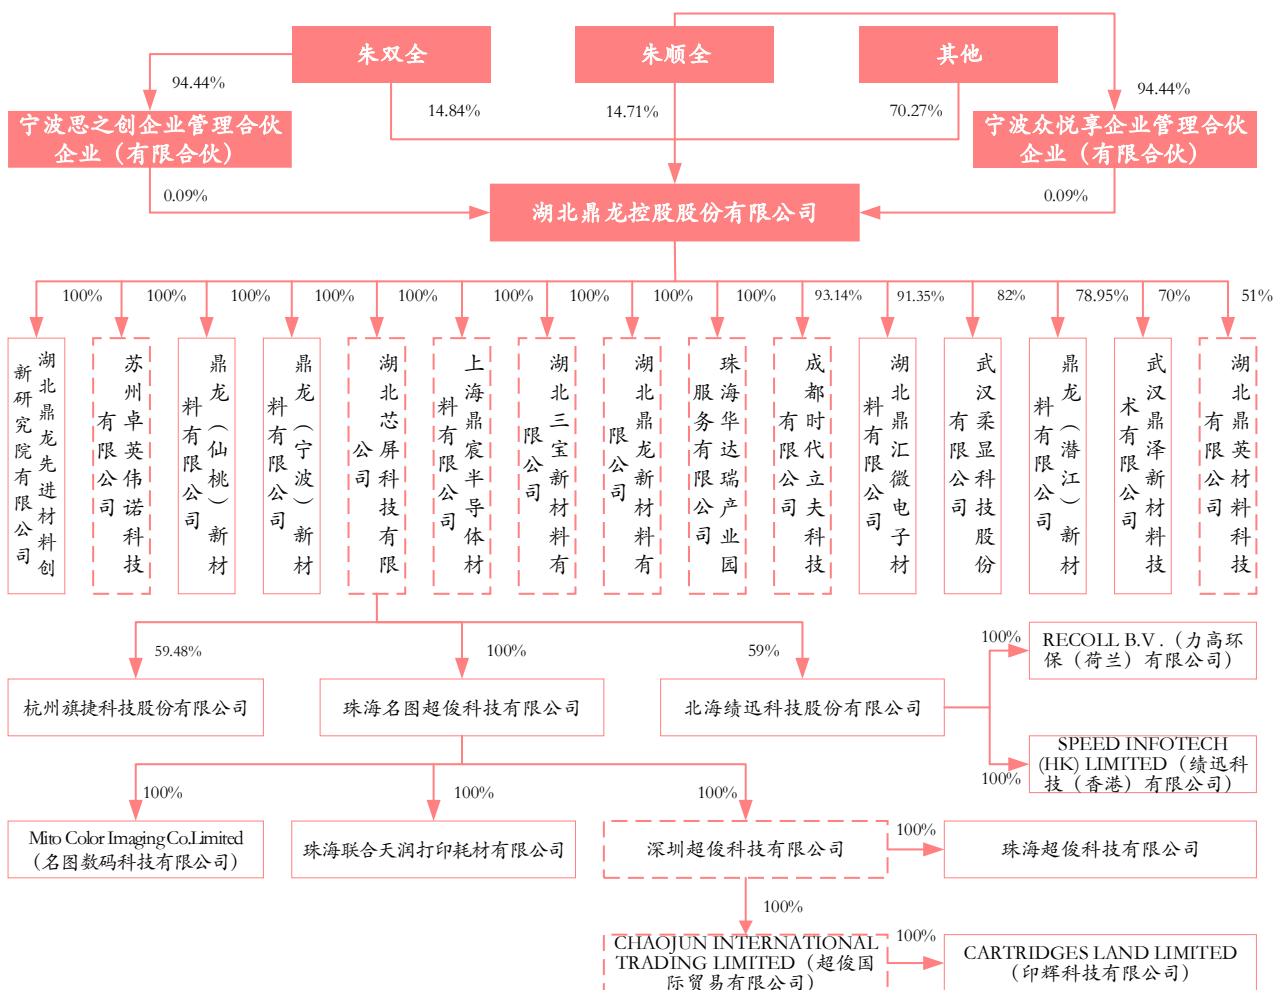 朱双全
朱顺全
其他
94.44%
14.84%
14.71%
70.27%
94.44%
宁波思之创企业管理合伙
企业（有限合伙）
宁波众悦享企业管理合伙
企业（有限合伙）
0.09%
0.09%
湖北鼎龙控股股份有限公司
100%
100%
100%
100%
100%
100%
100%
100%
100%
93.14%
91.35%
82%
78.95%
70%
51%
湖北鼎龙先进材料创
新研究院有限公司
苏州卓英伟诺科技
有限公司
鼎龙（仙桃）新材
料有限公司
鼎龙（宁波）新材
料有限公司
湖北芯屏科技有限
公司
上海鼎宸半导体材
料有限公司
湖北三宝新材料有
限公司
湖北鼎龙新材料有
限公司
珠海华达瑞产业园
服务有限公司
成都时代立夫科技
有限公司
湖北鼎汇微电子材
料有限公司
武汉柔显科技股份
有限公司
鼎龙（潜江）新材
料有限公司
武汉鼎泽新材料科技
术有限公司
湖北鼎英材料科技
有限公司
59.48%
100%
59%
杭州旗捷科技股份有限公司
珠海名图超俊科技有限公司
北海绩迅科技股份有限公司
100%
RECOLL B.V.（力高环
保（荷兰）有限公司）
100%
SPEED INFOTECH
(HK) LIMITED（绩迅科
技（香港）有限公司）
100%
100%
100%
Mito Color Imaging Co.Limited
（名图数码科技有限公司）
珠海联合天润打印耗材有限公司
深圳超俊科技有限公司
100%
珠海超俊科技有限公司
100%
CHAOJUN INTERNATIONAL
TRADING LIMITED（超俊国
际贸易有限公司）
100%
CARTRIDGES LAND LIMITED
（印辉科技有限公司）